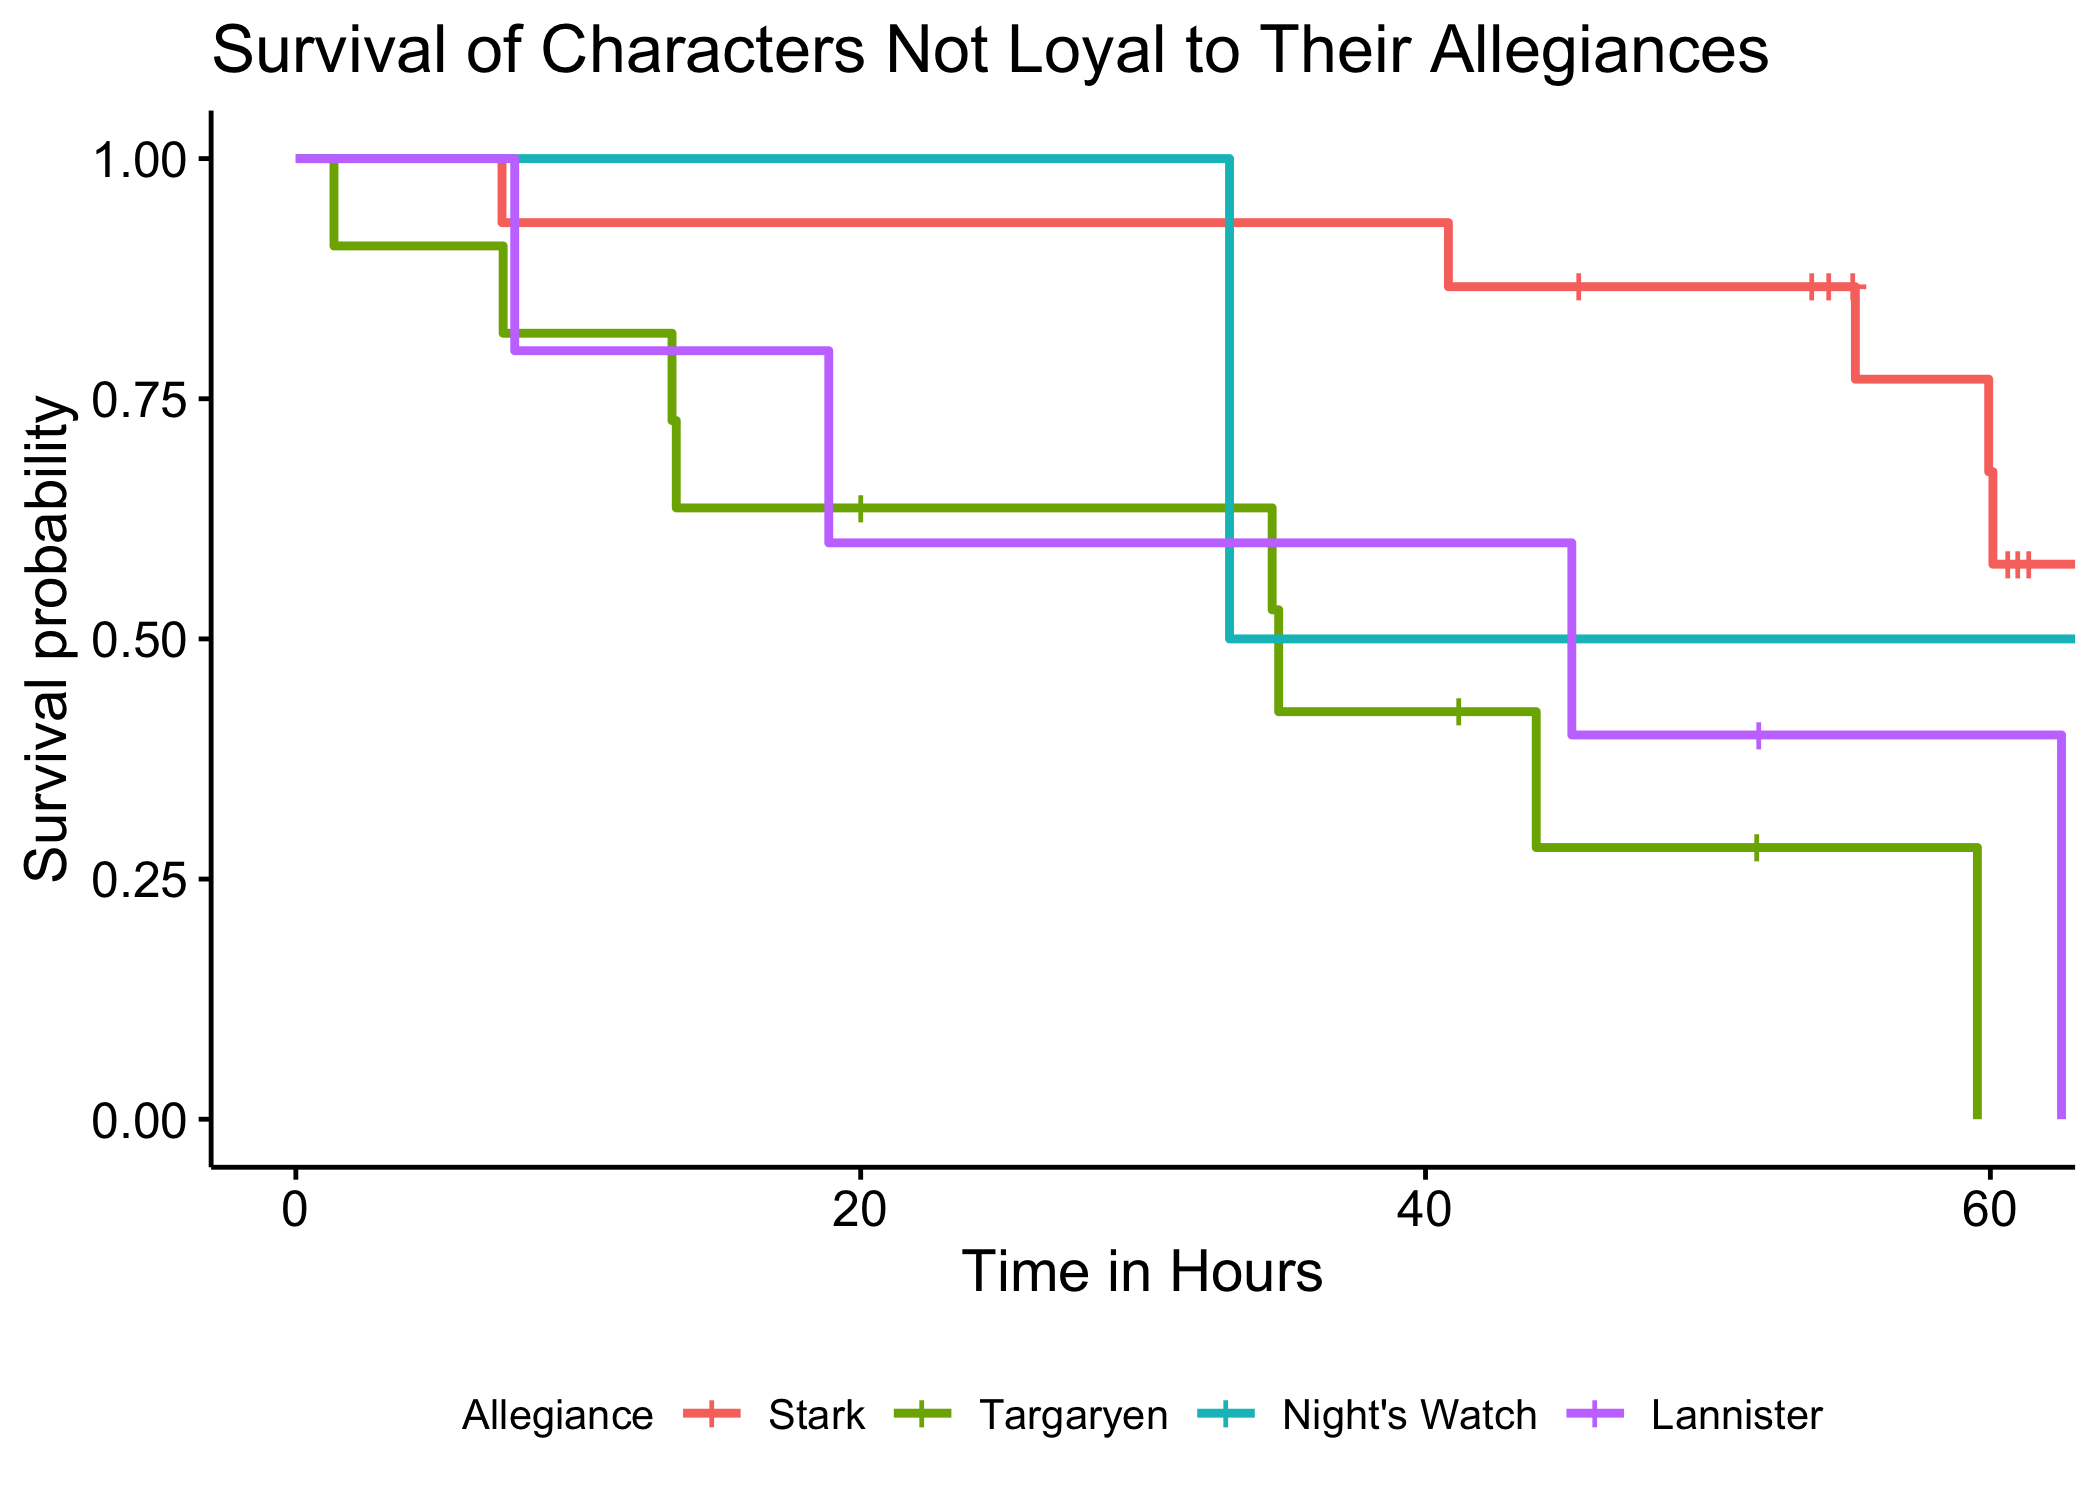 Survival of Characters Not Loyal to Their Allegiances
Survival probability
1.00
0.75
0.50
0.25
0.00
0 20 40 60
Time in Hours
Allegiance Stark Targaryen Night's Watch Lannister